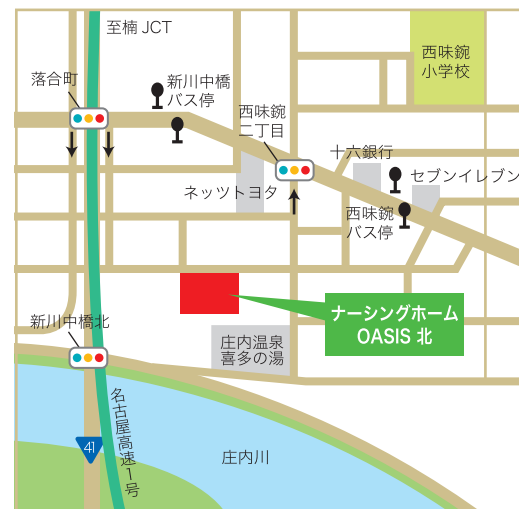 至楠JCT
西味鋺
小学校
落合町
新川中橋
バス停
西味鋺
二丁目
十六銀行
セブンイレブン
ネッツトヨタ
西味鋺
バス停
ナーシングホーム
OASIS 北
新川中橋北
庄内温泉
喜多の湯
名古屋高速1号
41
庄内川